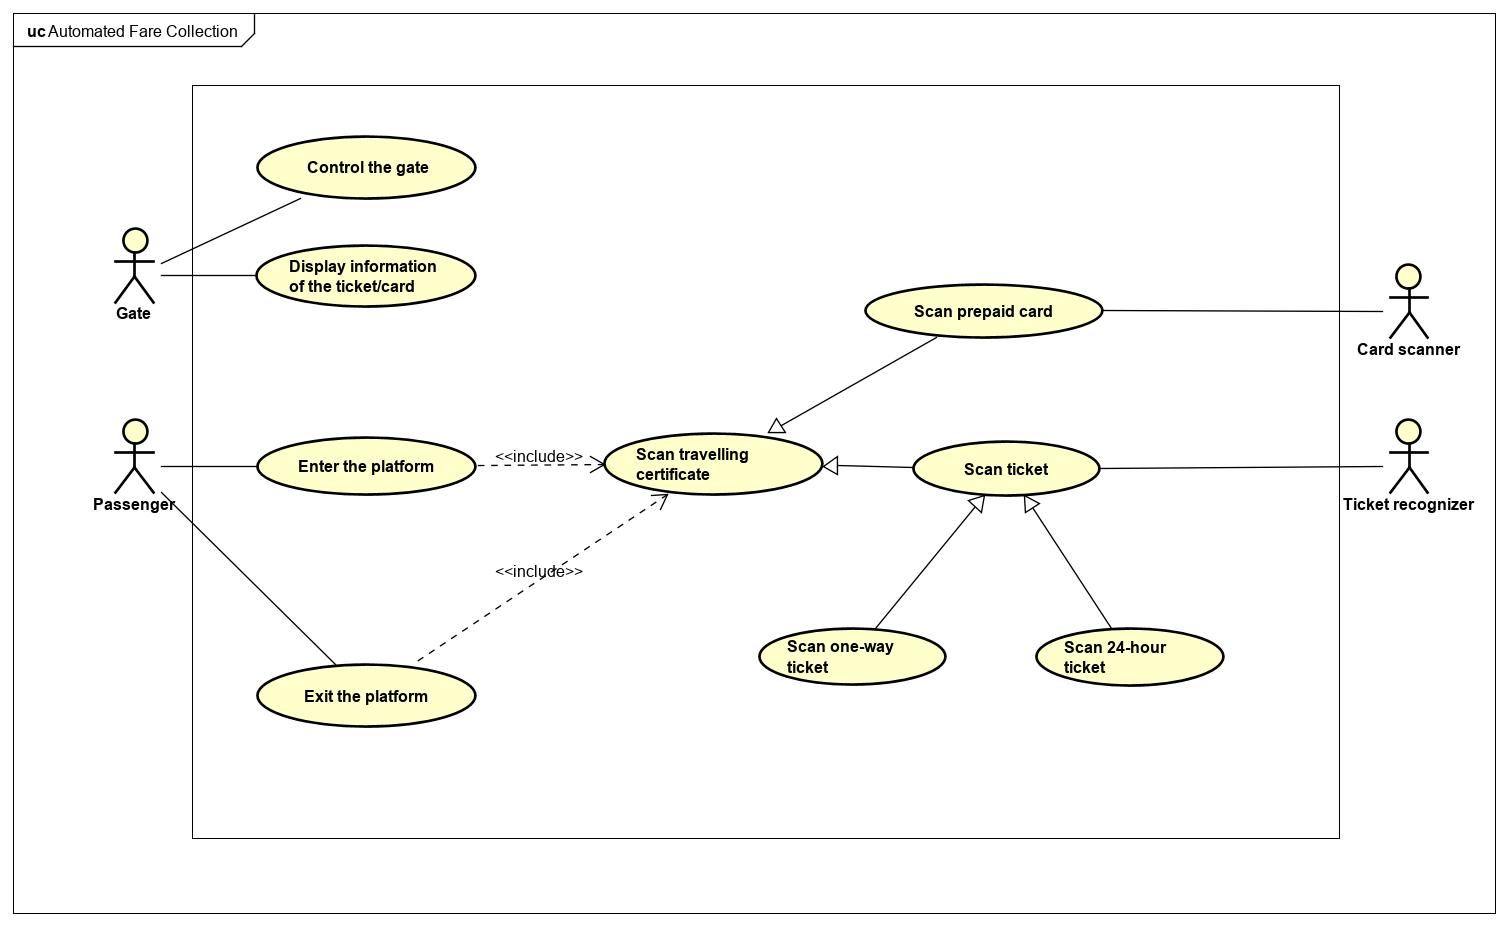 uc Automated Fare Collection
Control the gate
Display information
of the ticket/card
Gate
Scan prepaid card
Card scanner
Passenger
Enter the platform
<<include>>
Scan travelling
certificate
Scan ticket
Ticket recognizer
<<include>>
Scan one-way
ticket
Scan 24-hour
ticket
Exit the platform